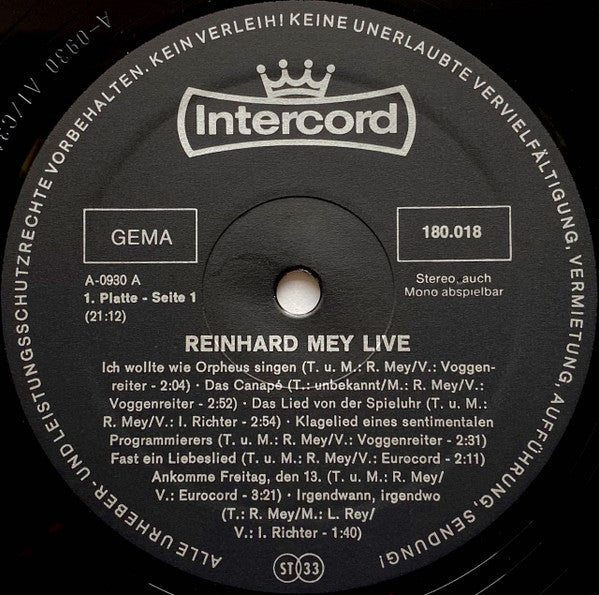 ALLE URHEBER- UND LEISTUNGSSCHUTZRECHTE VORBEHALTEN. KEIN VERLEIH! KEINE UNERLAUBTE VERVIELFÄLTIGUNG, VERMIETUNG, AUFFÜHRUNG, SENDUNG!
Intercord
GEMA
180.018
A-0930 A
1. Platte - Seite 1
(21:12)
Stereo, auch
Mono abspielbar
REINHARD MEY LIVE
Ich wollte wie Orpheus singen (T. u. M.: R. Mey/V.: Voggen-
reiter - 2:04) · Das Canapé (T.: unbekannt/M.: R. Mey/V.:
Voggenreiter - 2:52) · Das Lied von der Spieluhr (T. u. M.:
R. Mey/V.: I. Richter - 2:54) · Klagelied eines sentimentalen
Programmierers (T. u. M.: R. Mey/V.: Voggenreiter - 2:31)
Fast ein Liebeslied (T. u. M.: R. Mey/V.: Eurocord - 2:11)
Ankomme Freitag, den 13. (T. u. M.: R. Mey/
V.: Eurocord - 3:21) · Irgendwann, irgendwo
(T.: R. Mey/M.: L. Rey/
V.: I. Richter - 1:40)
ST 33
A-0930 A1